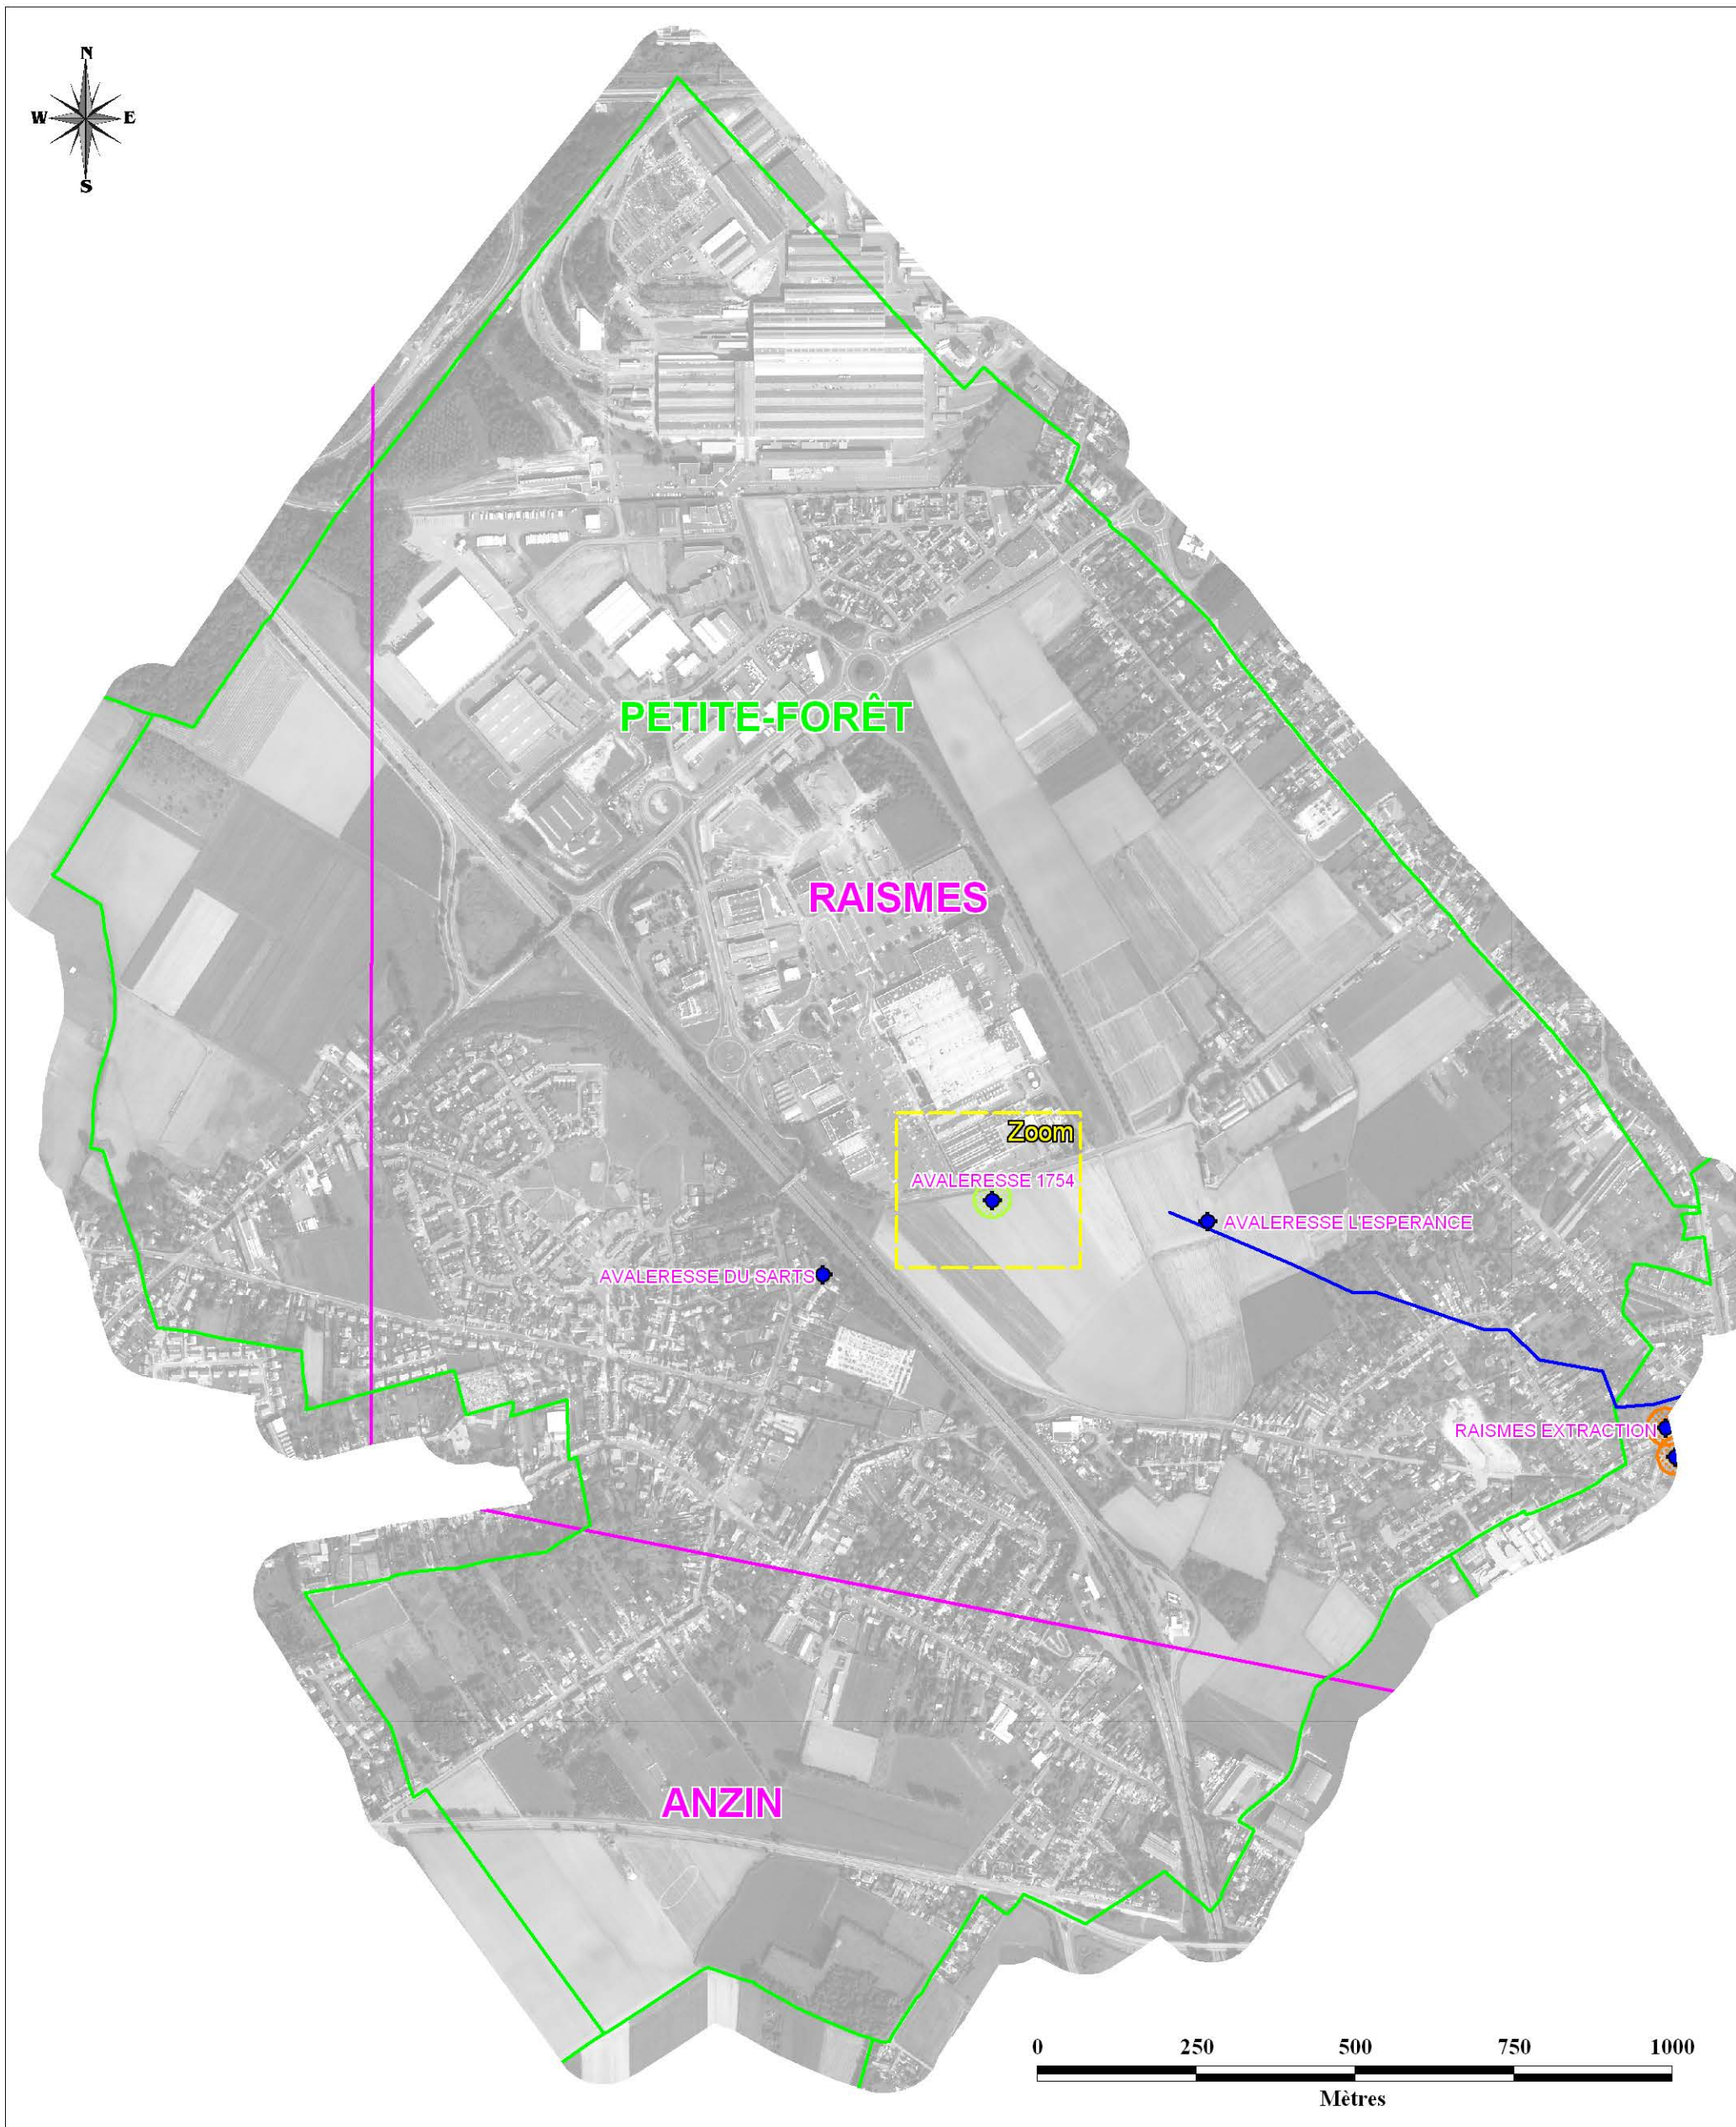 N
W E
S
PETITE-FORÊT
RAISMES
Zoom
AVALERESSE 1754
AVALERESSE L'ESPERANCE
AVALERESSE DU SARTS
RAISMES EXTRACTION
ANZIN
0 250 500 750 1000
Mètres